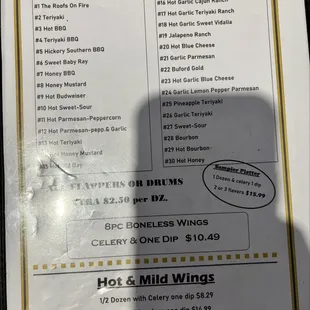 #1 The Roofs On Fire
#2 Teriyaki
#3 Hot BBQ
#4 Teriyaki BBQ
#5 Hickory Southern BBQ
#6 Sweet Baby Ray
#7 Honey BBQ
#8 Honey Mustard
#9 Hot Budweiser
#10 Hot Sweet-Sour
#11 Hot Parmesan-Peppercorn
#12 Hot Parmesan-pepp & Garlic
#13 Hot Teriyaki
Honey Mustard
Bay
#16 Hot Garlic Cajun Ranch
#17 Hot Garlic Teriyaki Ranch
#18 Hot Garlic Sweet Vidalia
#19 Jalapeno Ranch
#20 Hot Blue Cheese
#21 Garlic Parmesan
#22 Buford Gold
#23 Hot Garlic Blue Cheese
#24 Garlic Lemon Pepper Parmesan
#25 Pineapple Teriyaki
#26 Garlic Teriyaki
#27 Sweet-Sour
#28 Bourbon
#29 Hot Bourbon
#30 Hot Honey
Sampler Platter
1 Dozen & celery 1 dip
2 or 3 flavors $15.99
FLAPPERS OR DRUMS
$2.50 per DZ.
8pc Boneless Wings
Celery & One Dip $10.49
Hot & Mild Wings
1/2 Dozen with Celery one dip $8.29
one dip $14.99